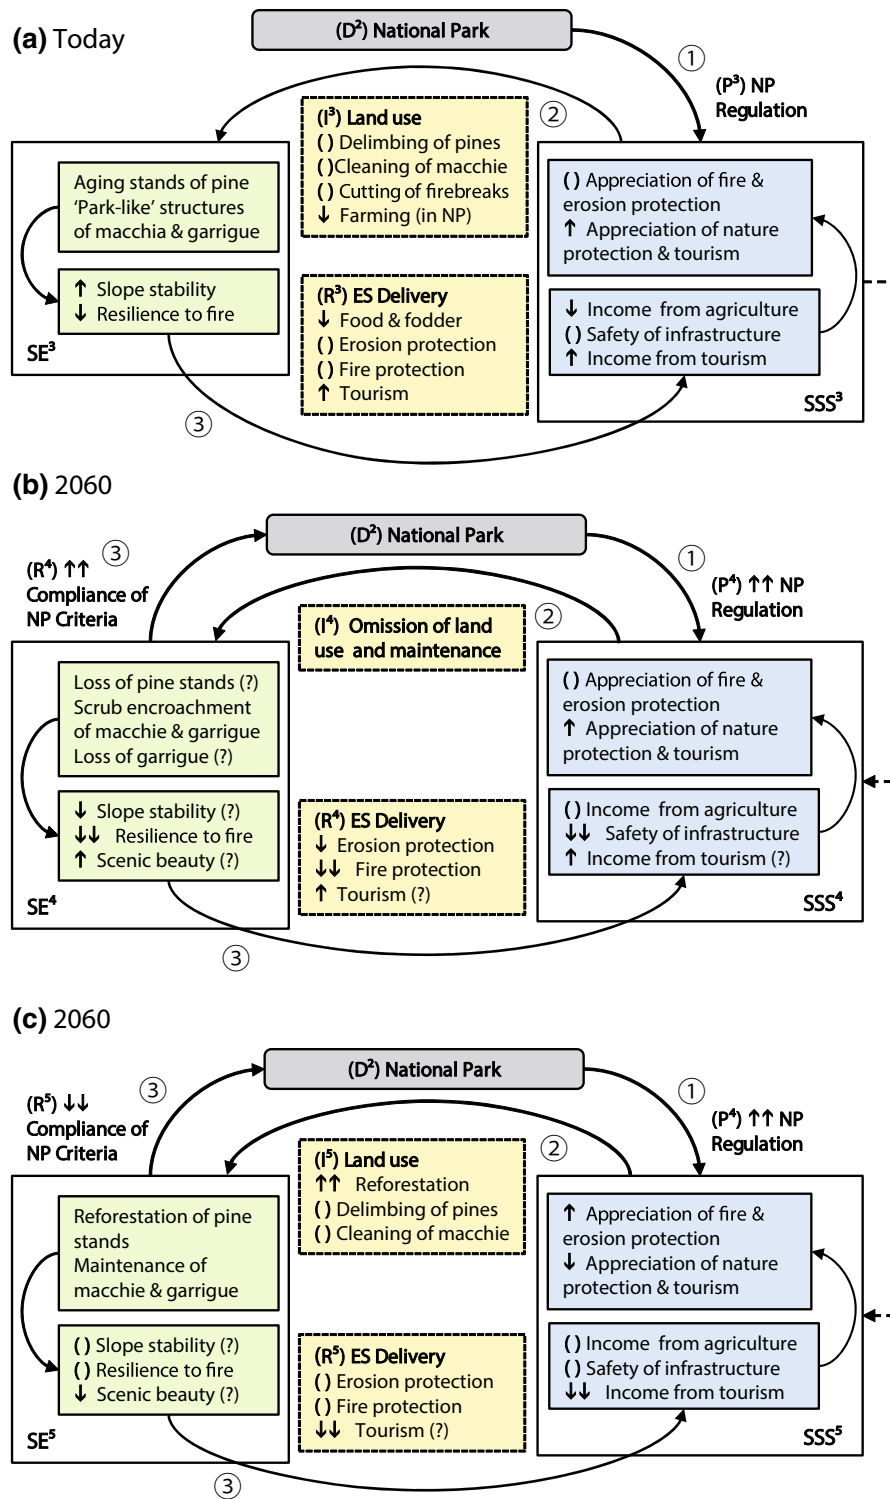 (a) Today
(D²) National Park
①
(P³) NP
Regulation
②
(I³) Land use
() Delimbing of pines
()Cleaning of macchie
() Cutting of firebreaks
↓ Farming (in NP)
Aging stands of pine
‘Park-like’ structures
of macchia & garrigue
() Appreciation of fire &
erosion protection
↑ Appreciation of nature
protection & tourism
↑ Slope stability
↓ Resilience to fire
SE³
(R³) ES Delivery
↓ Food & fodder
() Erosion protection
() Fire protection
↑ Tourism
↓ Income from agriculture
() Safety of infrastructure
↑ Income from tourism
SSS³
③
(b) 2060
(D²) National Park
③
(R⁴) ↑↑
Compliance of
NP Criteria
①
(P⁴) ↑↑ NP
Regulation
②
(I⁴) Omission of land
use and maintenance
Loss of pine stands (?)
Scrub encroachment
of macchie & garrigue
Loss of garrigue (?)
() Appreciation of fire &
erosion protection
↑ Appreciation of nature
protection & tourism
↓ Slope stability (?)
↓↓ Resilience to fire
↑ Scenic beauty (?)
SE⁴
(R⁴) ES Delivery
↓ Erosion protection
↓↓ Fire protection
↑ Tourism (?)
() Income from agriculture
↓↓ Safety of infrastructure
↑ Income from tourism (?)
SSS⁴
③
(c) 2060
(D²) National Park
③
(R⁵) ↓↓
Compliance of
NP Criteria
①
(P⁴) ↑↑ NP
Regulation
②
(I⁵) Land use
↑↑ Reforestation
() Delimbing of pines
() Cleaning of macchie
Reforestation of pine
stands
Maintenance of
macchie & garrigue
↑ Appreciation of fire &
erosion protection
↓ Appreciation of nature
protection & tourism
() Slope stability (?)
() Resilience to fire
↓ Scenic beauty (?)
SE⁵
(R⁵) ES Delivery
() Erosion protection
() Fire protection
↓↓ Tourism (?)
() Income from agriculture
() Safety of infrastructure
↓↓ Income from tourism
SSS⁵
③